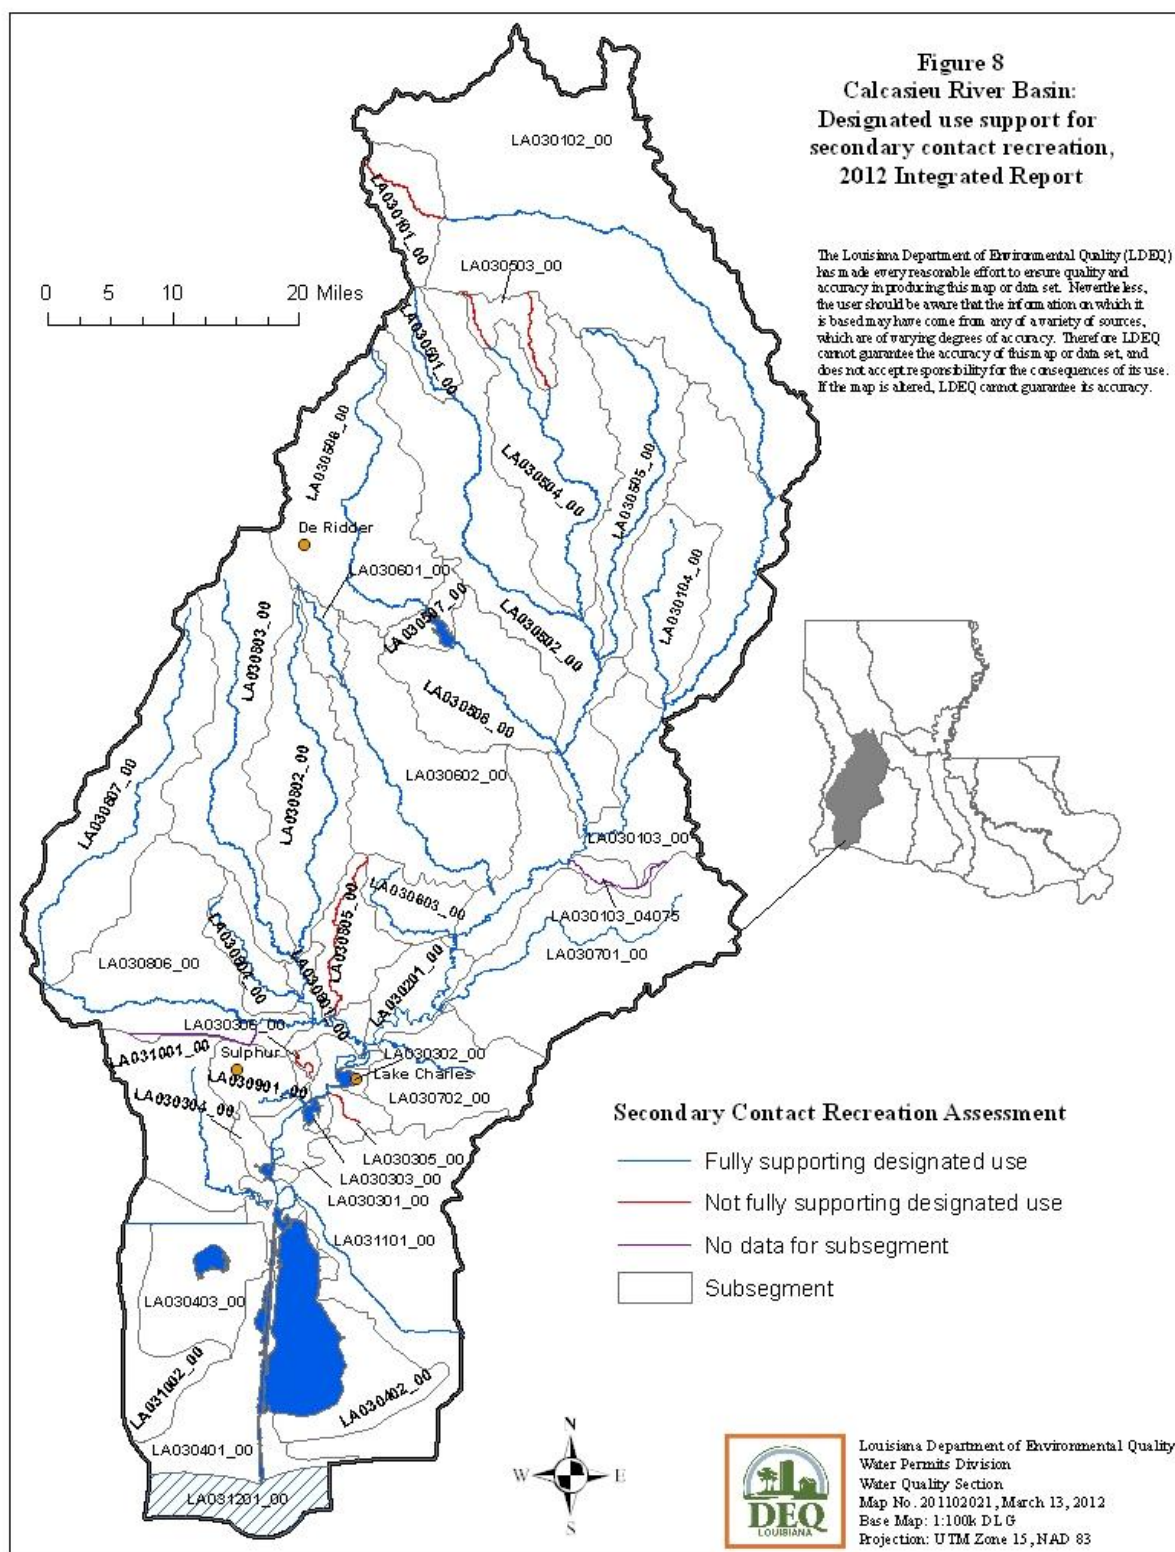 Figure 8
Calcasieu River Basin:
Designated use support for
secondary contact recreation,
2012 Integrated Report
The Louisiana Department of Environmental Quality (LDEQ)
has made every reasonable effort to ensure quality and
accuracy in producing this map or data set. Nevertheless,
the user should be aware that the information on which it
is based may have come from any of a variety of sources,
which are of varying degrees of accuracy. Therefore LDEQ
cannot guarantee the accuracy of this map or data set, and
does not accept responsibility for the consequences of its use.
If the map is altered, LDEQ cannot guarantee its accuracy.
0 5 10 20 Miles
LA030102_00
LA030101_00
LA030503_00
LA030501_00
LA030508_00
LA030504_00
LA030505_00
De Ridder
LA030601_00
LA030104_00
LA030507_00
LA030502_00
LA030803_00
LA030506_00
LA030602_00
LA030807_00
LA030802_00
LA030103_00
LA030603_00
LA030805_00
LA030103_04075
LA030701_00
LA030806_00
LA030804_00
LA030801_00
LA030201_00
LA030306_00
LA031001_00
Sulphur
LA030302_00
Lake Charles
LA030901_00
LA030702_00
LA030304_00
LA030305_00
LA030303_00
LA030301_00
LA031101_00
LA030403_00
LA031002_00
LA030402_00
LA030401_00
LA031201_00
Secondary Contact Recreation Assessment
Fully supporting designated use
Not fully supporting designated use
No data for subsegment
Subsegment
N
W E
S
DEQ
LOUISIANA
Louisiana Department of Environmental Quality
Water Permits Division
Water Quality Section
Map No. 201102021, March 13, 2012
Base Map: 1:100k DLG
Projection: UTM Zone 15, NAD 83